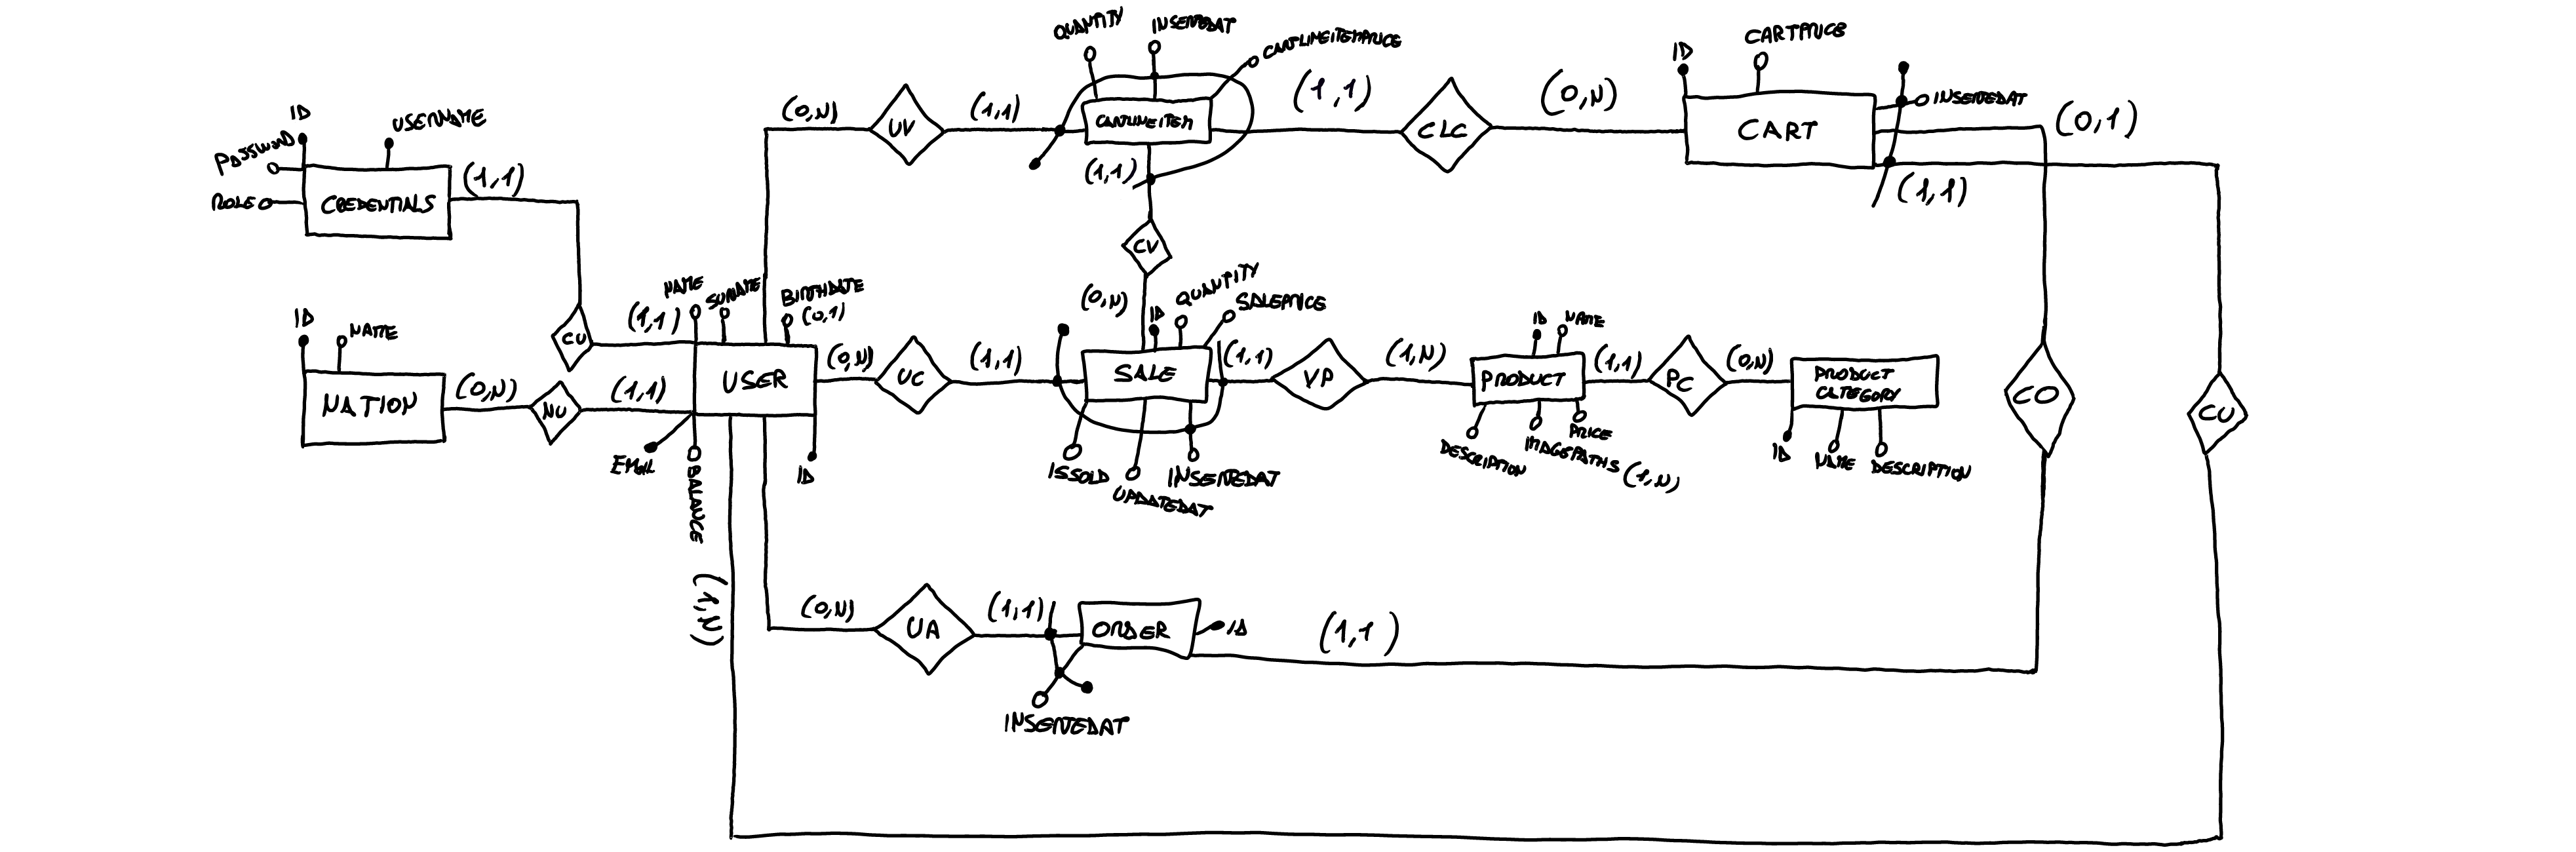 QUANTITY
INSERTEDAT
CARTLINEITEMPRICE
ID
CARTPRICE
(0,N)
UV
(1,1)
CARTLINEITEM
(1,1)
CLC
(0,N)
CART
INSERTEDAT
(0,1)
(1,1)
(1,1)
ID
USERNAME
PASSWORD
ROLE
CREDENTIALS
(1,1)
CV
(0,N)
ID
QUANTITY
SALEPRICE
ID
NAME
NATION
(0,N)
NU
(1,1)
CU
(1,1)
NAME
SURNAME
BIRTHDATE
(0,1)
USER
EMAIL
BALANCE
ID
(0,N)
UC
(1,1)
SALE
ISSOLD
UPDATEDAT
INSERTEDAT
(1,1)
VP
(1,N)
ID
NAME
PRODUCT
DESCRIPTION
IMAGEPATHS (1,N)
PRICE
(1,1)
PC
(0,N)
PRODUCT
CATEGORY
ID
NAME
DESCRIPTION
CO
CU
(1,N)
(0,N)
UA
(1,1)
ORDER
ID
(1,1)
INSERTEDAT